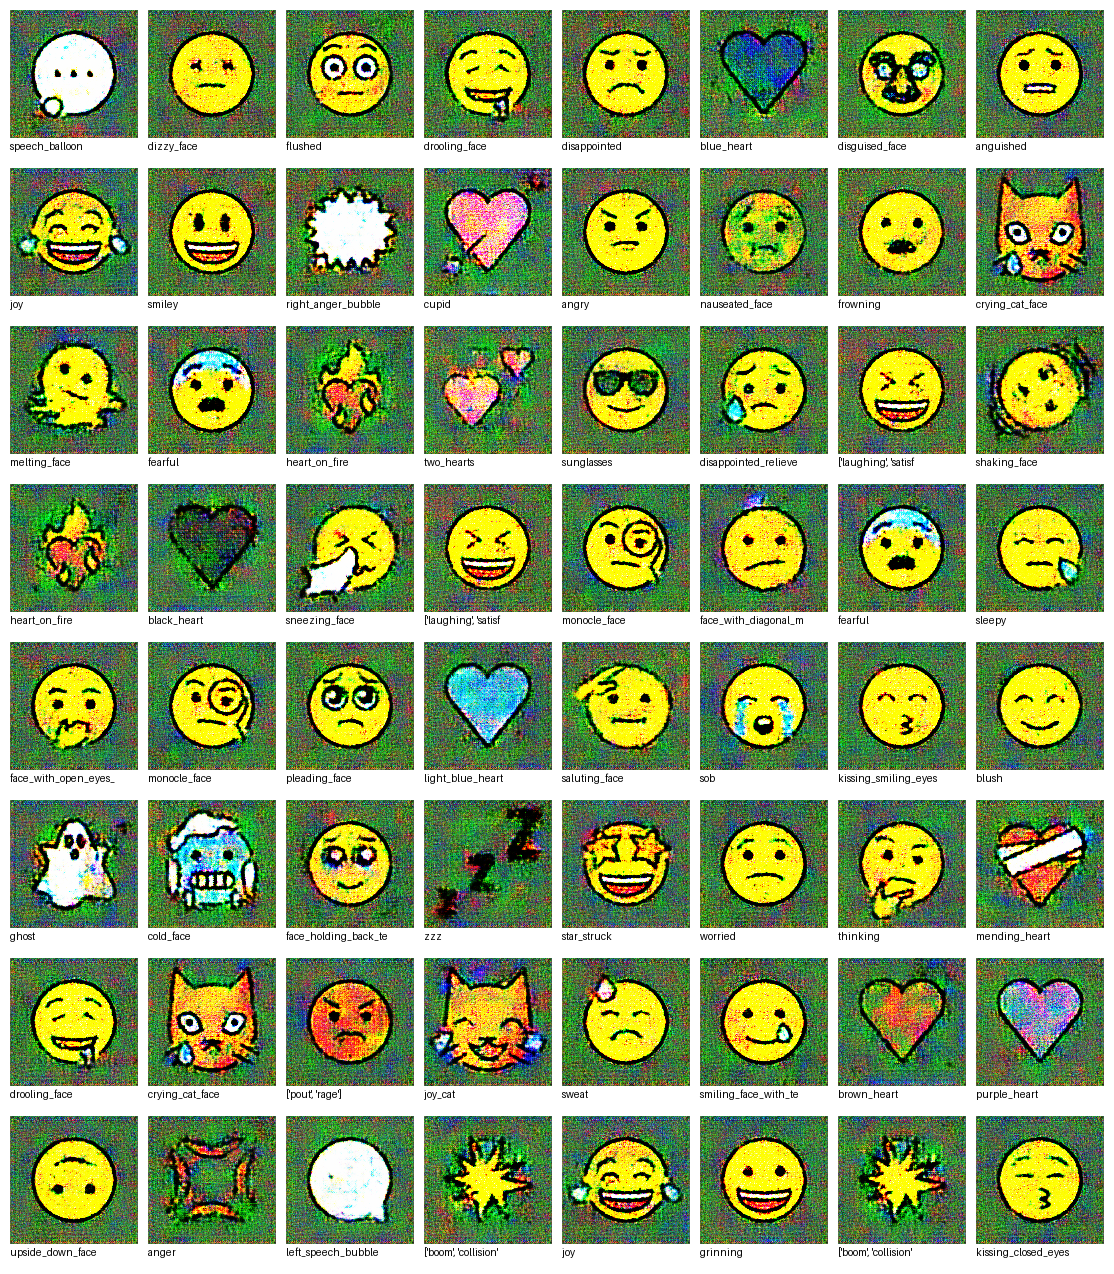 speech_balloon dizzy_face flushed drooling_face disappointed blue_heart disguised_face anguished
joy smiley right_anger_bubble cupid angry nauseated_face frowning crying_cat_face
melting_face fearful heart_on_fire two_hearts sunglasses disappointed_relieve ['laughing', 'satisf shaking_face
heart_on_fire black_heart sneezing_face ['laughing', 'satisf monocle_face face_with_diagonal_m fearful sleepy
face_with_open_eyes_ monocle_face pleading_face light_blue_heart saluting_face sob kissing_smiling_eyes blush
Z
Z
Z
ghost cold_face face_holding_back_te zzz star_struck worried thinking mending_heart
drooling_face crying_cat_face ['pout', 'rage'] joy_cat sweat smiling_face_with_te brown_heart purple_heart
upside_down_face anger left_speech_bubble ['boom', 'collision' joy grinning ['boom', 'collision' kissing_closed_eyes